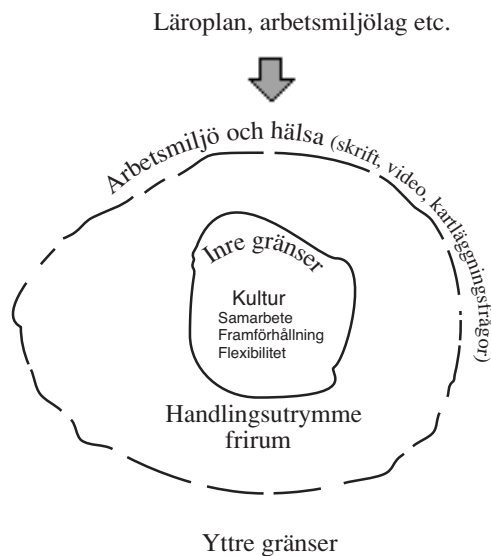 Läroplan, arbetsmiljölag etc.
Arbetsmiljö och hälsa (skrift, video, kartläggningsfrågor)
Inre gränser
Kultur
Samarbete
Framförhållning
Flexibilitet
Handlingsutrymme
frirum
Yttre gränser